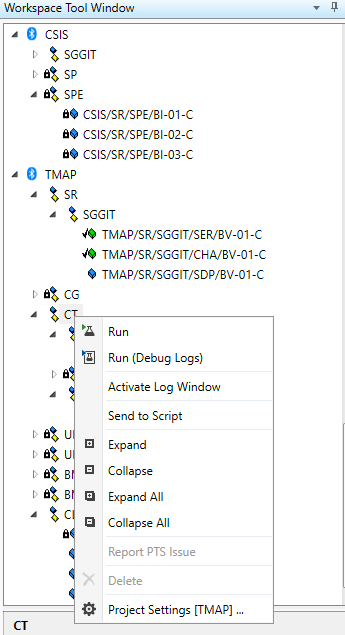 Workspace Tool Window
CSIS
SGGIT
SP
SPE
CSIS/SR/SPE/BI-01-C
CSIS/SR/SPE/BI-02-C
CSIS/SR/SPE/BI-03-C
TMAP
SR
SGGIT
TMAP/SR/SGGIT/SER/BV-01-C
TMAP/SR/SGGIT/CHA/BV-01-C
TMAP/SR/SGGIT/SDP/BV-01-C
CG
CT
Run
Run (Debug Logs)
Activate Log Window
Send to Script
Expand
Collapse
Expand All
Collapse All
Report PTS Issue
Delete
Project Settings [TMAP] ...
CT